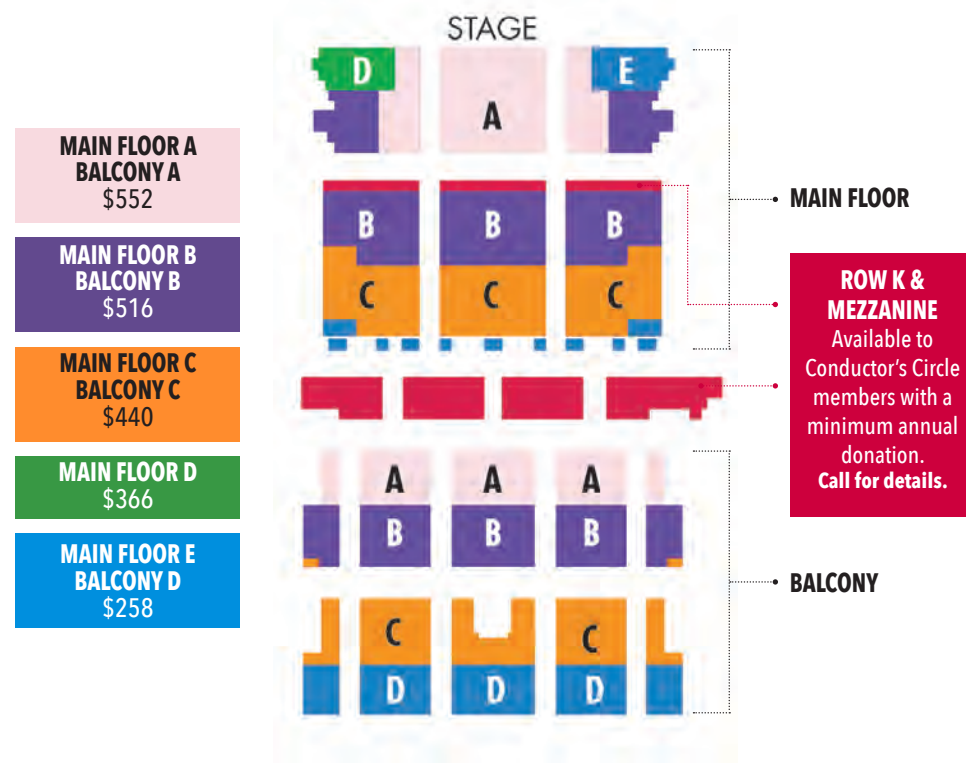 STAGE
D
E
A
MAIN FLOOR A
BALCONY A
$552
MAIN FLOOR B
BALCONY B
$516
MAIN FLOOR C
BALCONY C
$440
MAIN FLOOR D
$366
MAIN FLOOR E
BALCONY D
$258
B B B
C C C
MAIN FLOOR
ROW K &
MEZZANINE
Available to
Conductor’s Circle
members with a
minimum annual
donation.
Call for details.
A A A
B B B
C C
D D D
BALCONY